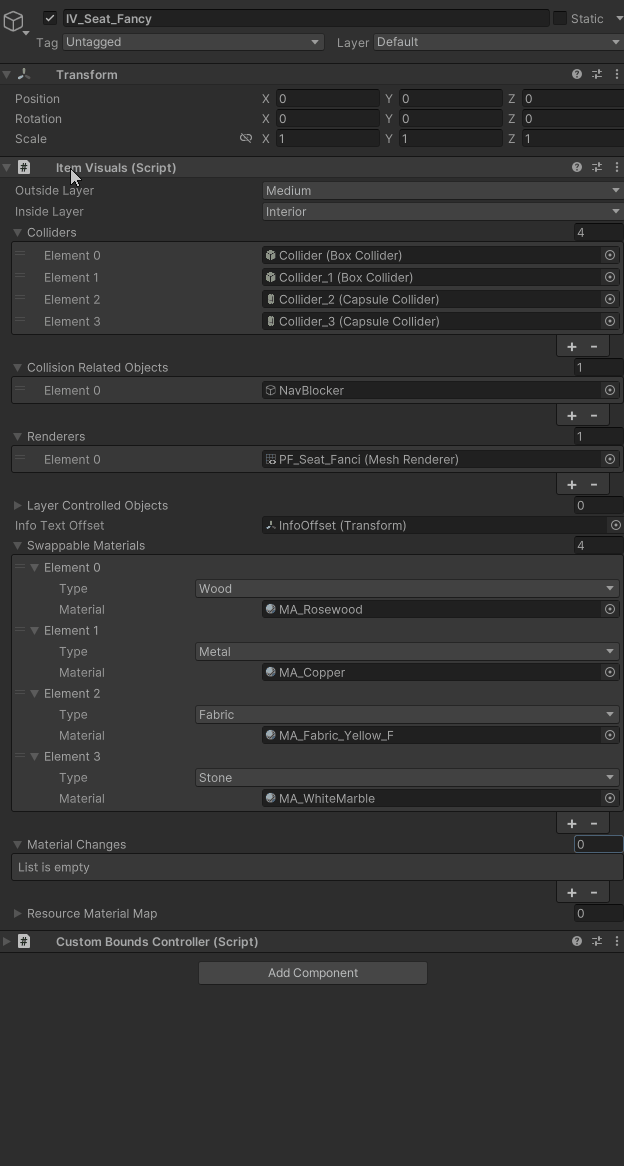 IV_Seat_Fancy Static
Tag Untagged Layer Default
Transform
Position X 0 Y 0 Z 0
Rotation X 0 Y 0 Z 0
Scale X 1 Y 1 Z 1
# Item Visuals (Script)
Outside Layer Medium
Inside Layer Interior
Colliders 4
Element 0 Collider (Box Collider)
Element 1 Collider_1 (Box Collider)
Element 2 Collider_2 (Capsule Collider)
Element 3 Collider_3 (Capsule Collider)
+ -
Collision Related Objects 1
Element 0 NavBlocker
+ -
Renderers 1
Element 0 PF_Seat_Fanci (Mesh Renderer)
+ -
Layer Controlled Objects 0
Info Text Offset InfoOffset (Transform)
Swappable Materials 4
Element 0
Type Wood
Material MA_Rosewood
Element 1
Type Metal
Material MA_Copper
Element 2
Type Fabric
Material MA_Fabric_Yellow_F
Element 3
Type Stone
Material MA_WhiteMarble
+ -
Material Changes 0
List is empty
+ -
Resource Material Map 0
# Custom Bounds Controller (Script)
Add Component